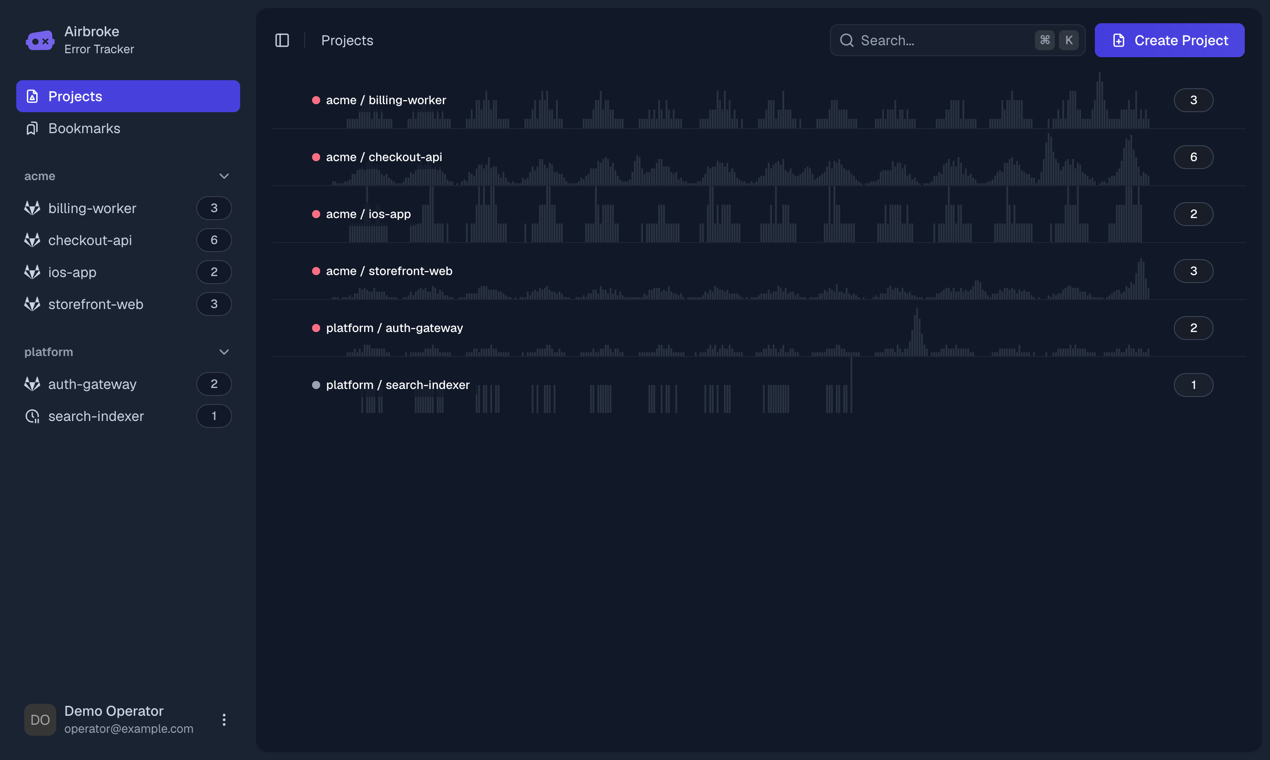 Airbroke
Error Tracker
Projects
Bookmarks
acme
billing-worker 3
checkout-api 6
ios-app 2
storefront-web 3
platform
auth-gateway 2
search-indexer 1
DO
Demo Operator
operator@example.com
Projects
Search... ⌘ K
Create Project
acme / billing-worker 3
acme / checkout-api 6
acme / ios-app 2
acme / storefront-web 3
platform / auth-gateway 2
platform / search-indexer 1